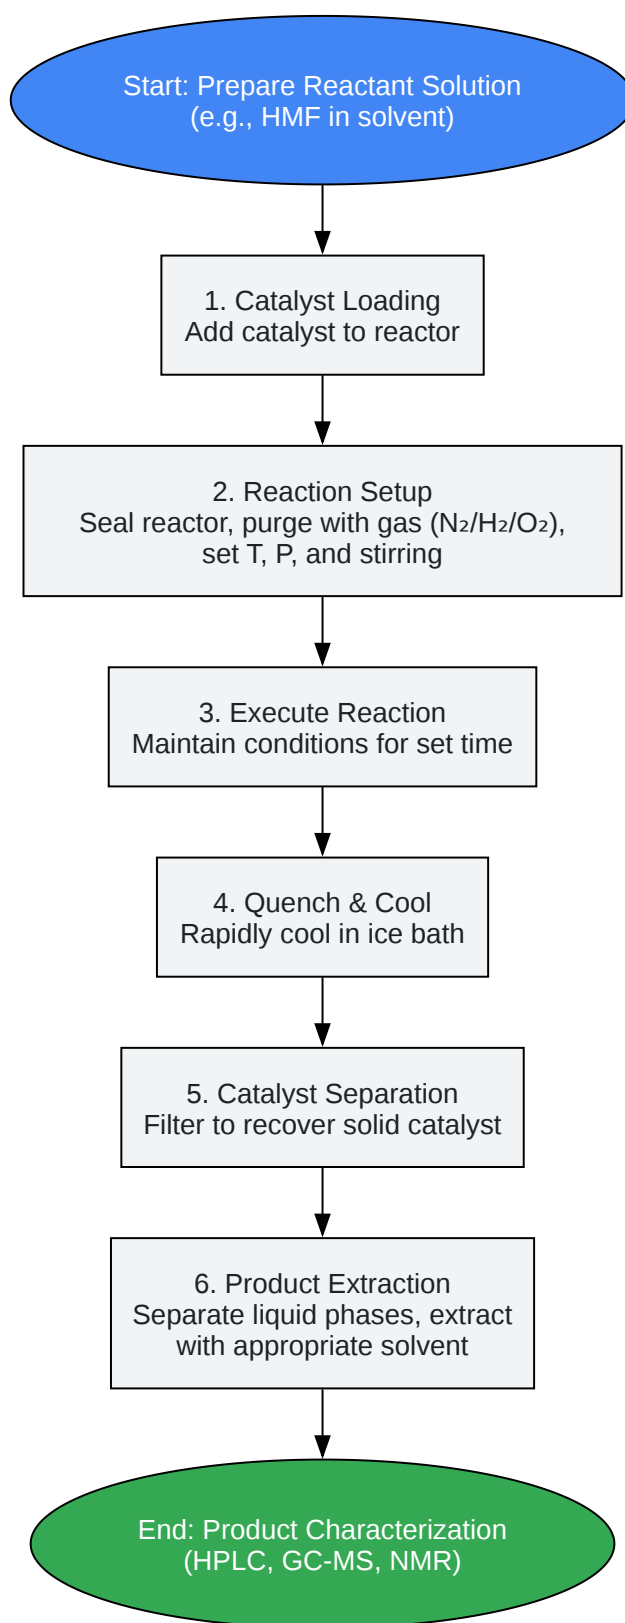 Start: Prepare Reactant Solution
(e.g., HMF in solvent)
1. Catalyst Loading
Add catalyst to reactor
2. Reaction Setup
Seal reactor, purge with gas (N₂/H₂/O₂),
set T, P, and stirring
3. Execute Reaction
Maintain conditions for set time
4. Quench & Cool
Rapidly cool in ice bath
5. Catalyst Separation
Filter to recover solid catalyst
6. Product Extraction
Separate liquid phases, extract
with appropriate solvent
End: Product Characterization
(HPLC, GC-MS, NMR)